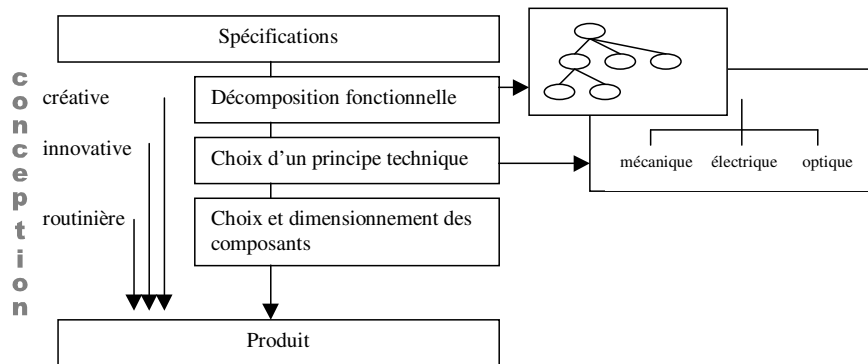 Spécifications
conception
créative
Décomposition fonctionnelle
innovative
Choix d'un principe technique
mécanique
électrique
optique
routinière
Choix et dimensionnement des
composants
Produit